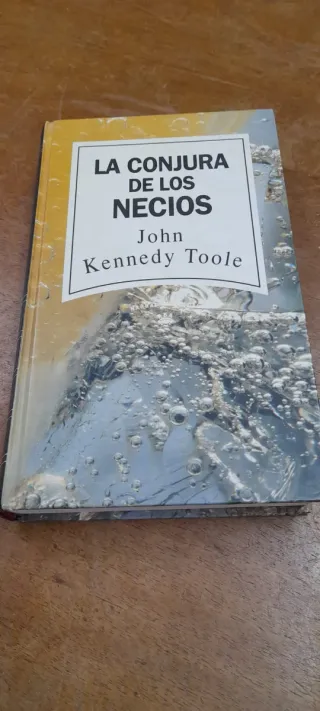 LA CONJURA
DE LOS
NECIOS
John
Kennedy Toole